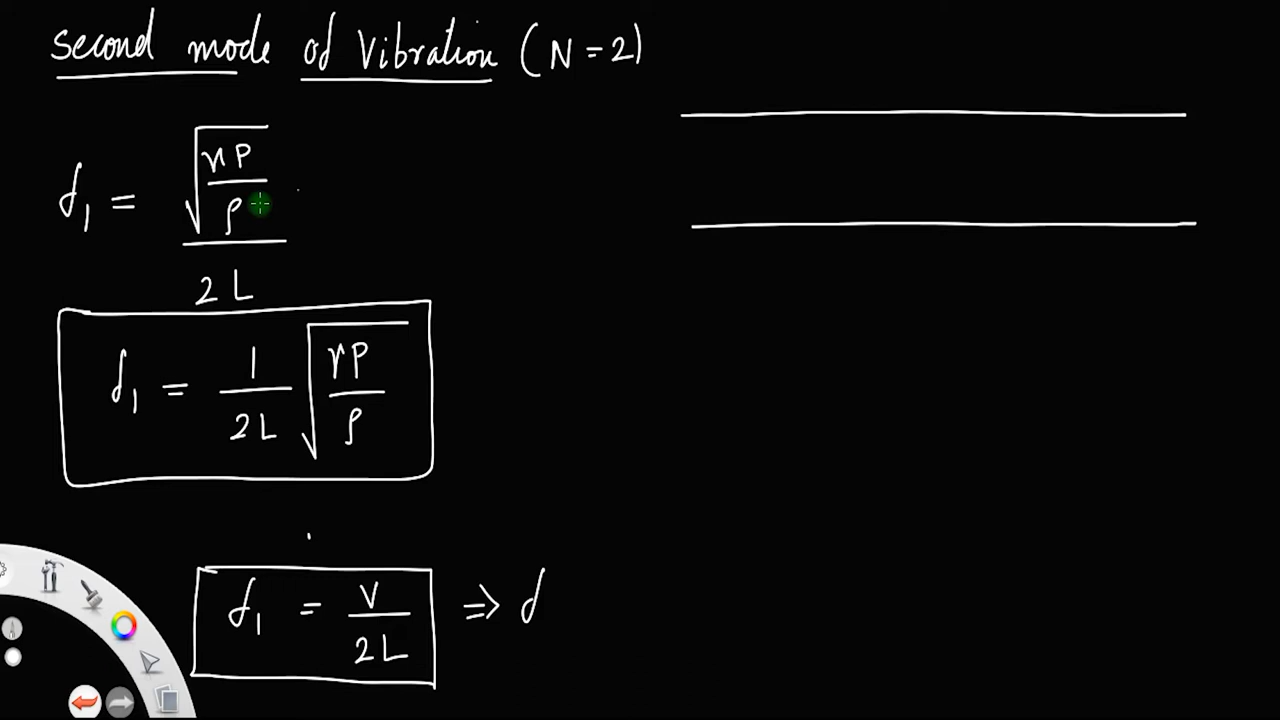 Second mode of Vibration (N = 2)
f₁ = √(γP/ρ) / 2L
f₁ = 1/2L √(γP/ρ)
f₁ = V/2L ⇒ f